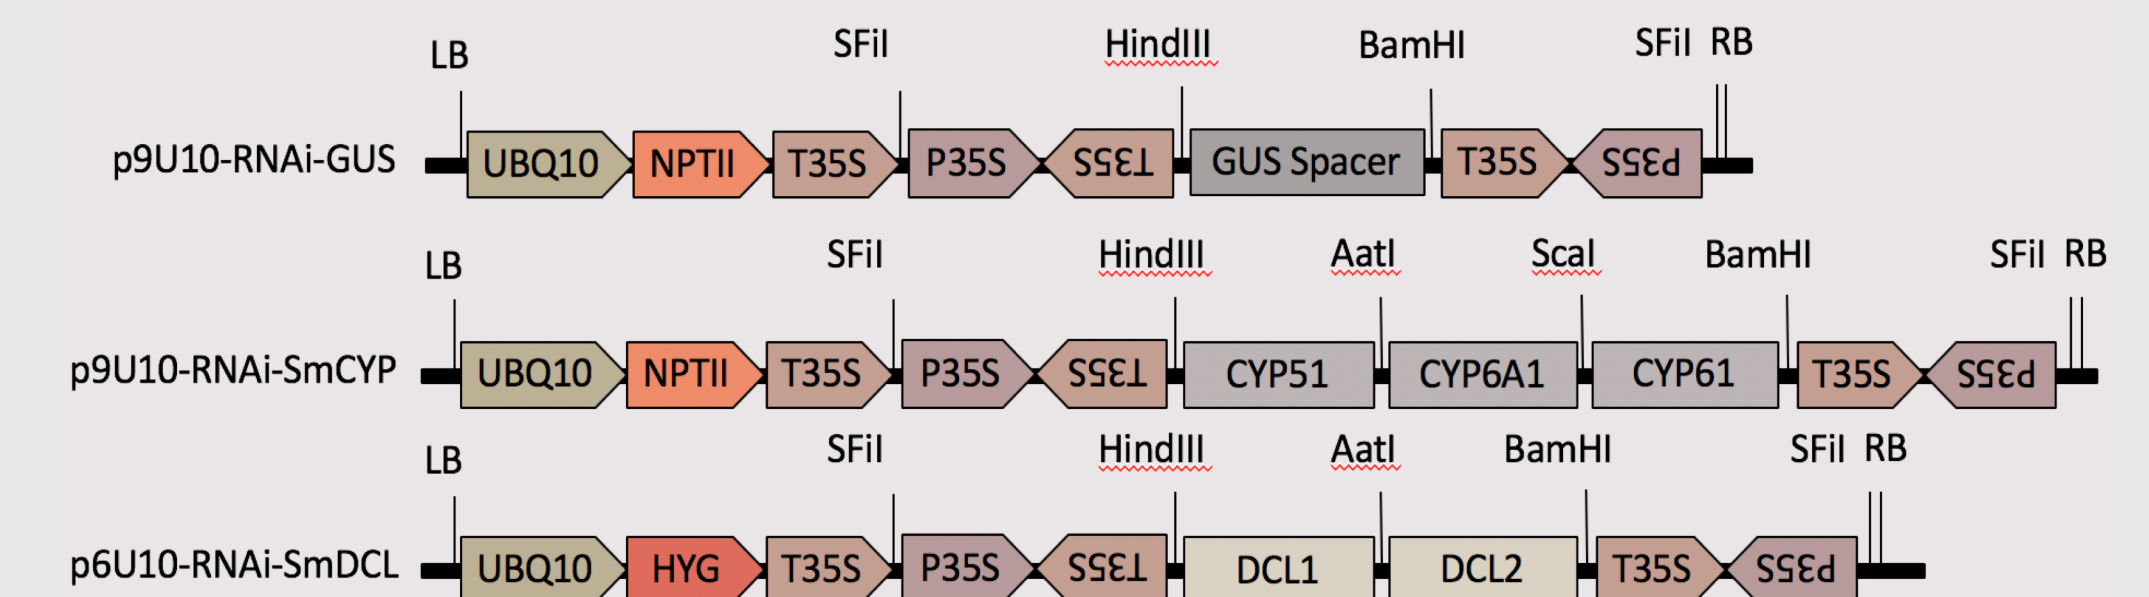 LB SFiI HindIII BamHI SFiI RB
p9U10-RNAi-GUS UBQ10 NPTII T35S P35S T35S GUS Spacer T35S P35S
LB SFiI HindIII AatI ScaI BamHI SFiI RB
p9U10-RNAi-SmCYP UBQ10 NPTII T35S P35S T35S CYP51 CYP6A1 CYP61 T35S P35S
LB SFiI HindIII AatI BamHI SFiI RB
p6U10-RNAi-SmDCL UBQ10 HYG T35S P35S T35S DCL1 DCL2 T35S P35S